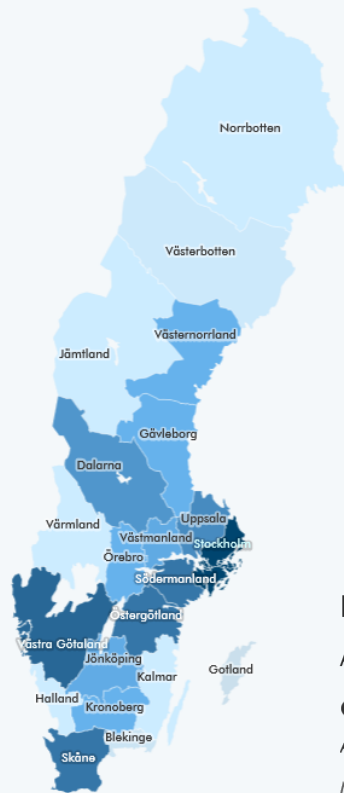 Norrbotten
Västerbotten
Västernorrland
Jämtland
Gävleborg
Dalarna
Uppsala
Värmland
Västmanland
Stockholm
Örebro
Södermanland
Östergötland
Västra Götaland
Jönköping
Kalmar
Gotland
Halland
Kronoberg
Blekinge
Skåne